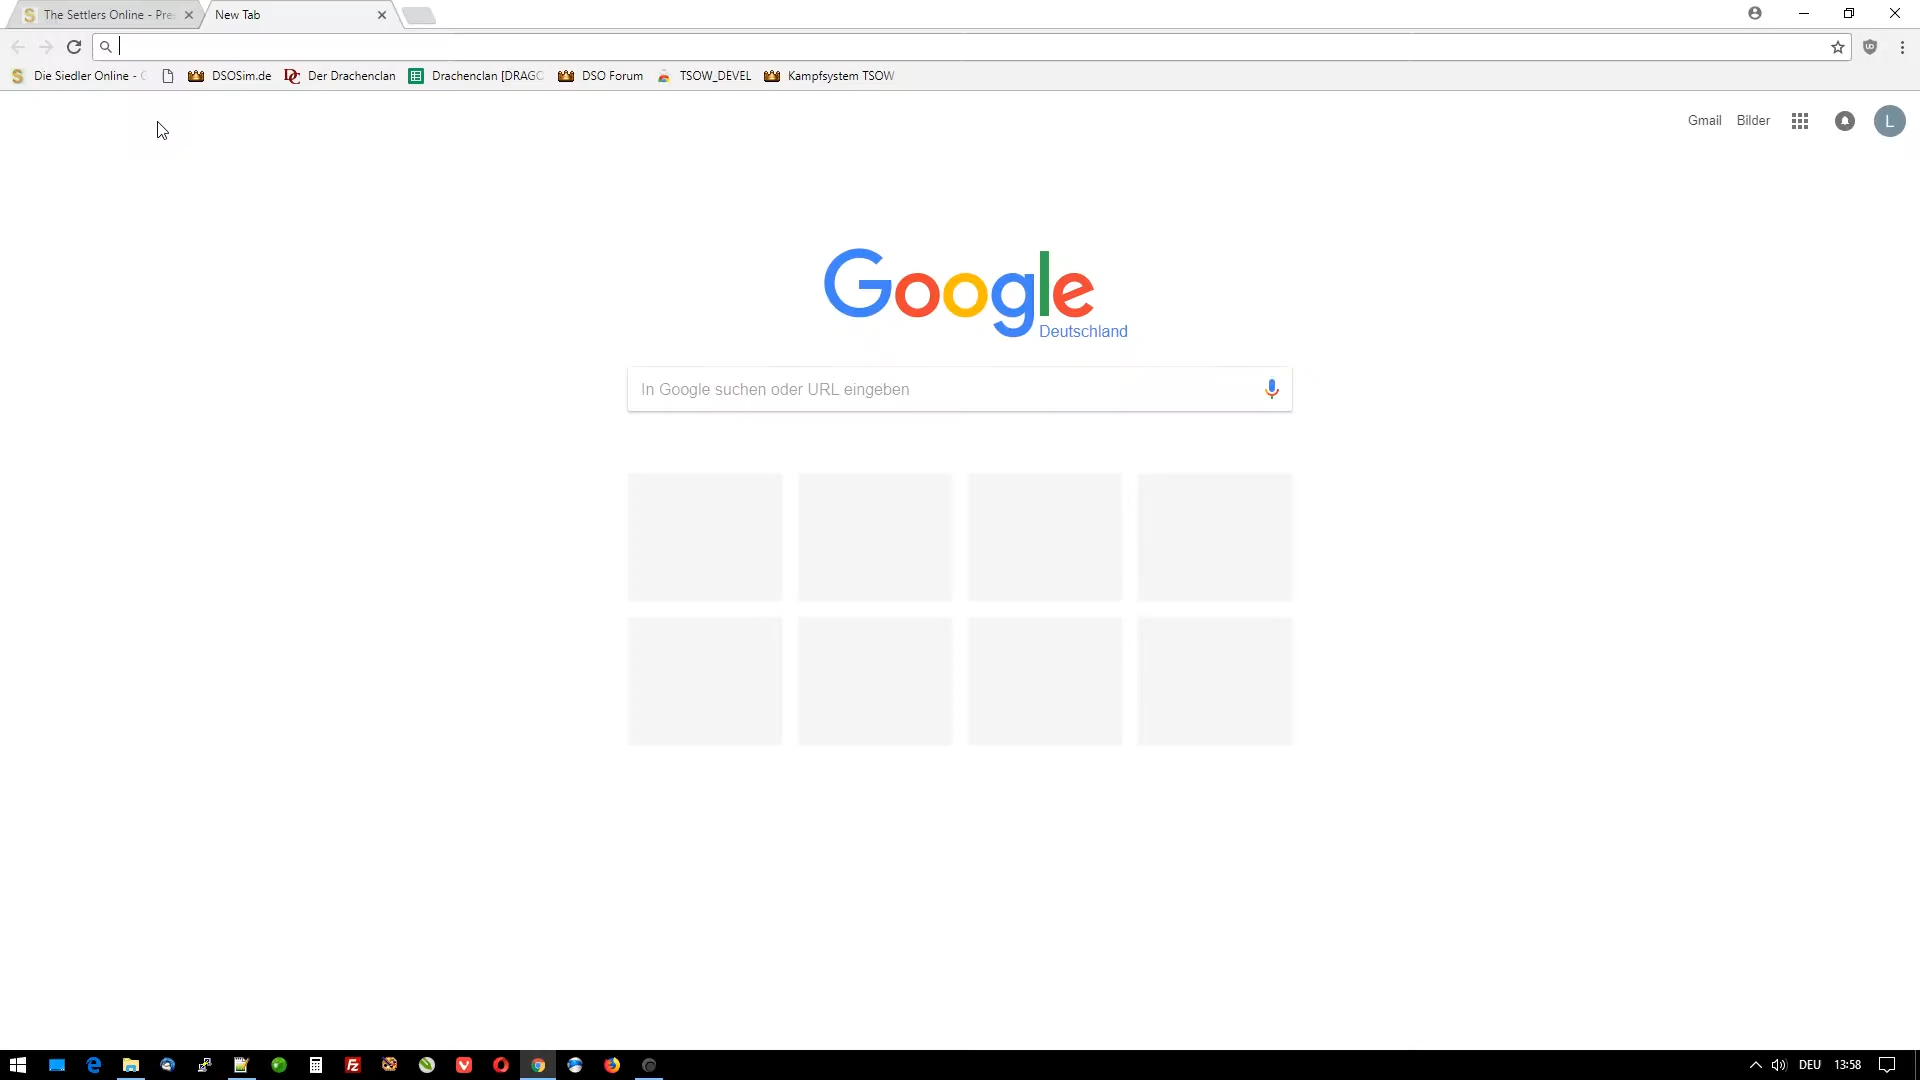 The Settlers Online - Pre
New Tab
Die Siedler Online -
DSOSim.de
Der Drachenclan
Drachenclan [DRAG
DSO Forum
TSOW_DEVEL
Kampfsystem TSOW
Gmail
Bilder
L
Google
Deutschland
In Google suchen oder URL eingeben
DEU
13:58